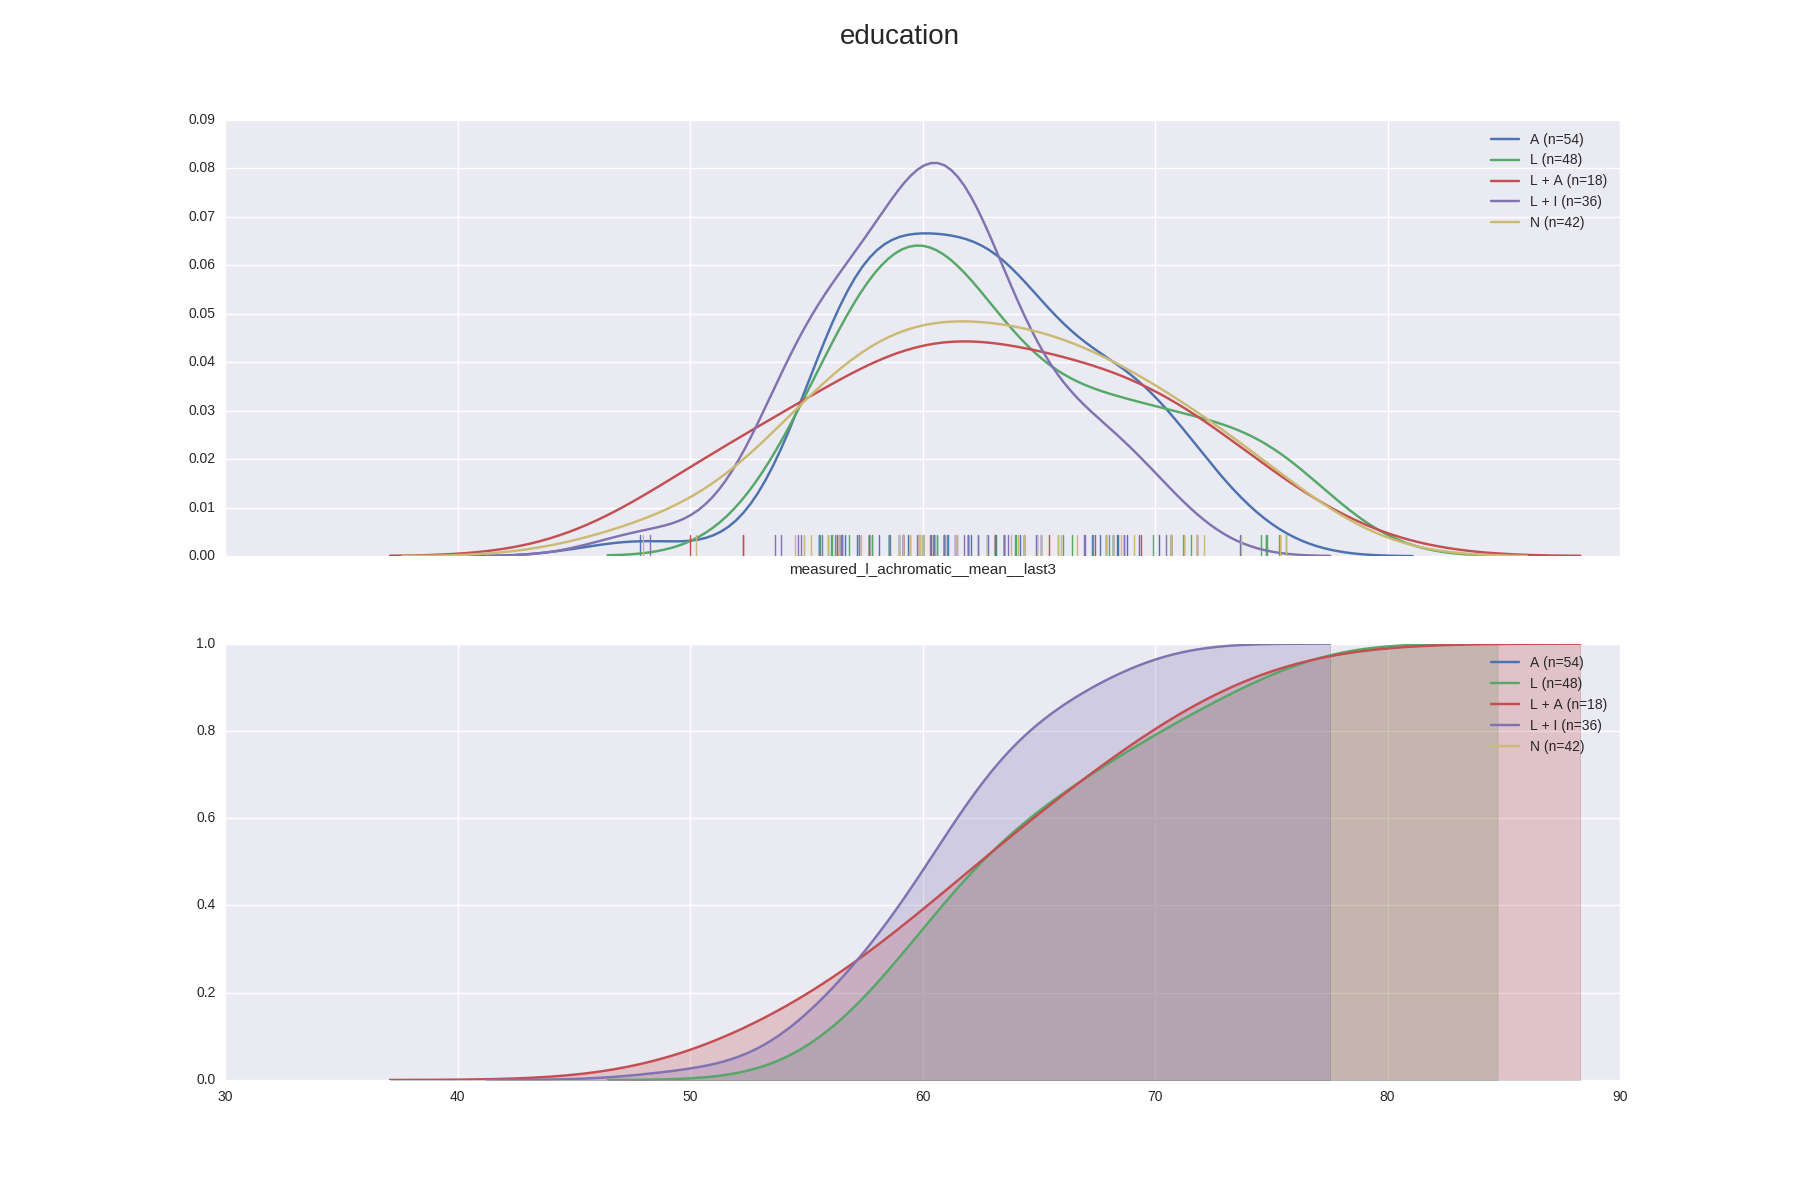 education
0.09
0.08
0.07
0.06
0.05
0.04
0.03
0.02
0.01
0.00
A (n=54)
L (n=48)
L + A (n=18)
L + I (n=36)
N (n=42)
measured_l_achromatic__mean__last3
1.0
0.8
0.6
0.4
0.2
0.0
A (n=54)
L (n=48)
L + A (n=18)
L + I (n=36)
N (n=42)
30 40 50 60 70 80 90